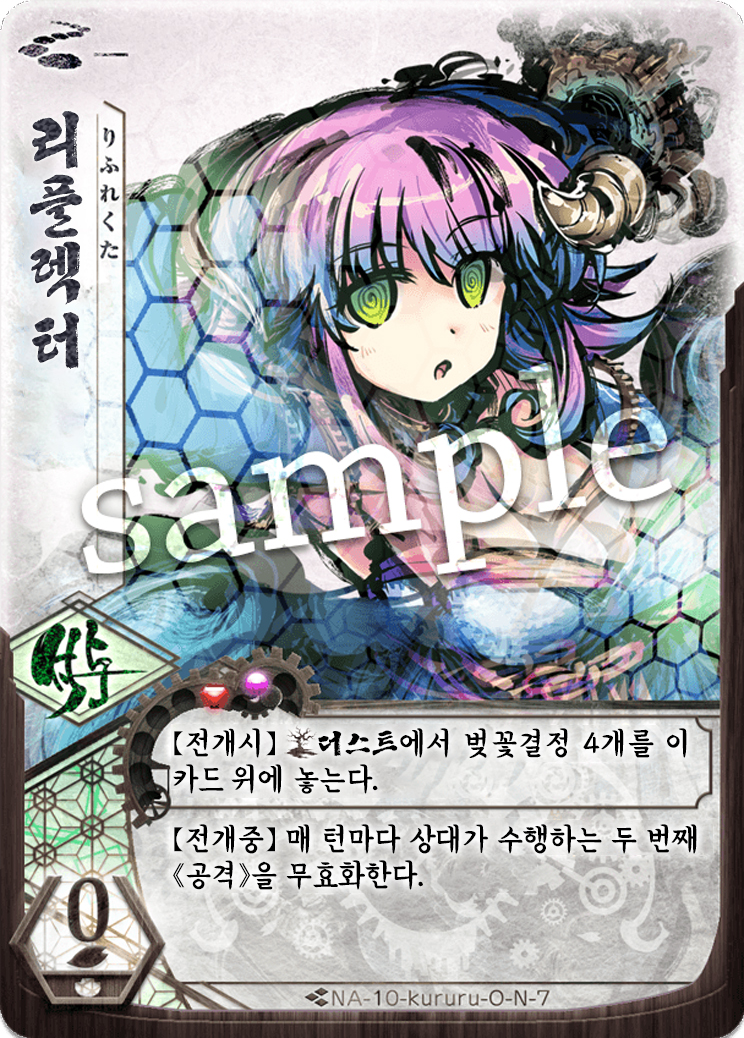 리플렉터
りふれくた
sample
부여
【전개시】 더스트에서 벚꽃결정 4개를 이
카드 위에 놓는다.
【전개중】 매 턴마다 상대가 수행하는 두 번째
《공격》을 무효화한다.
0
NA-10-kururu-O-N-7